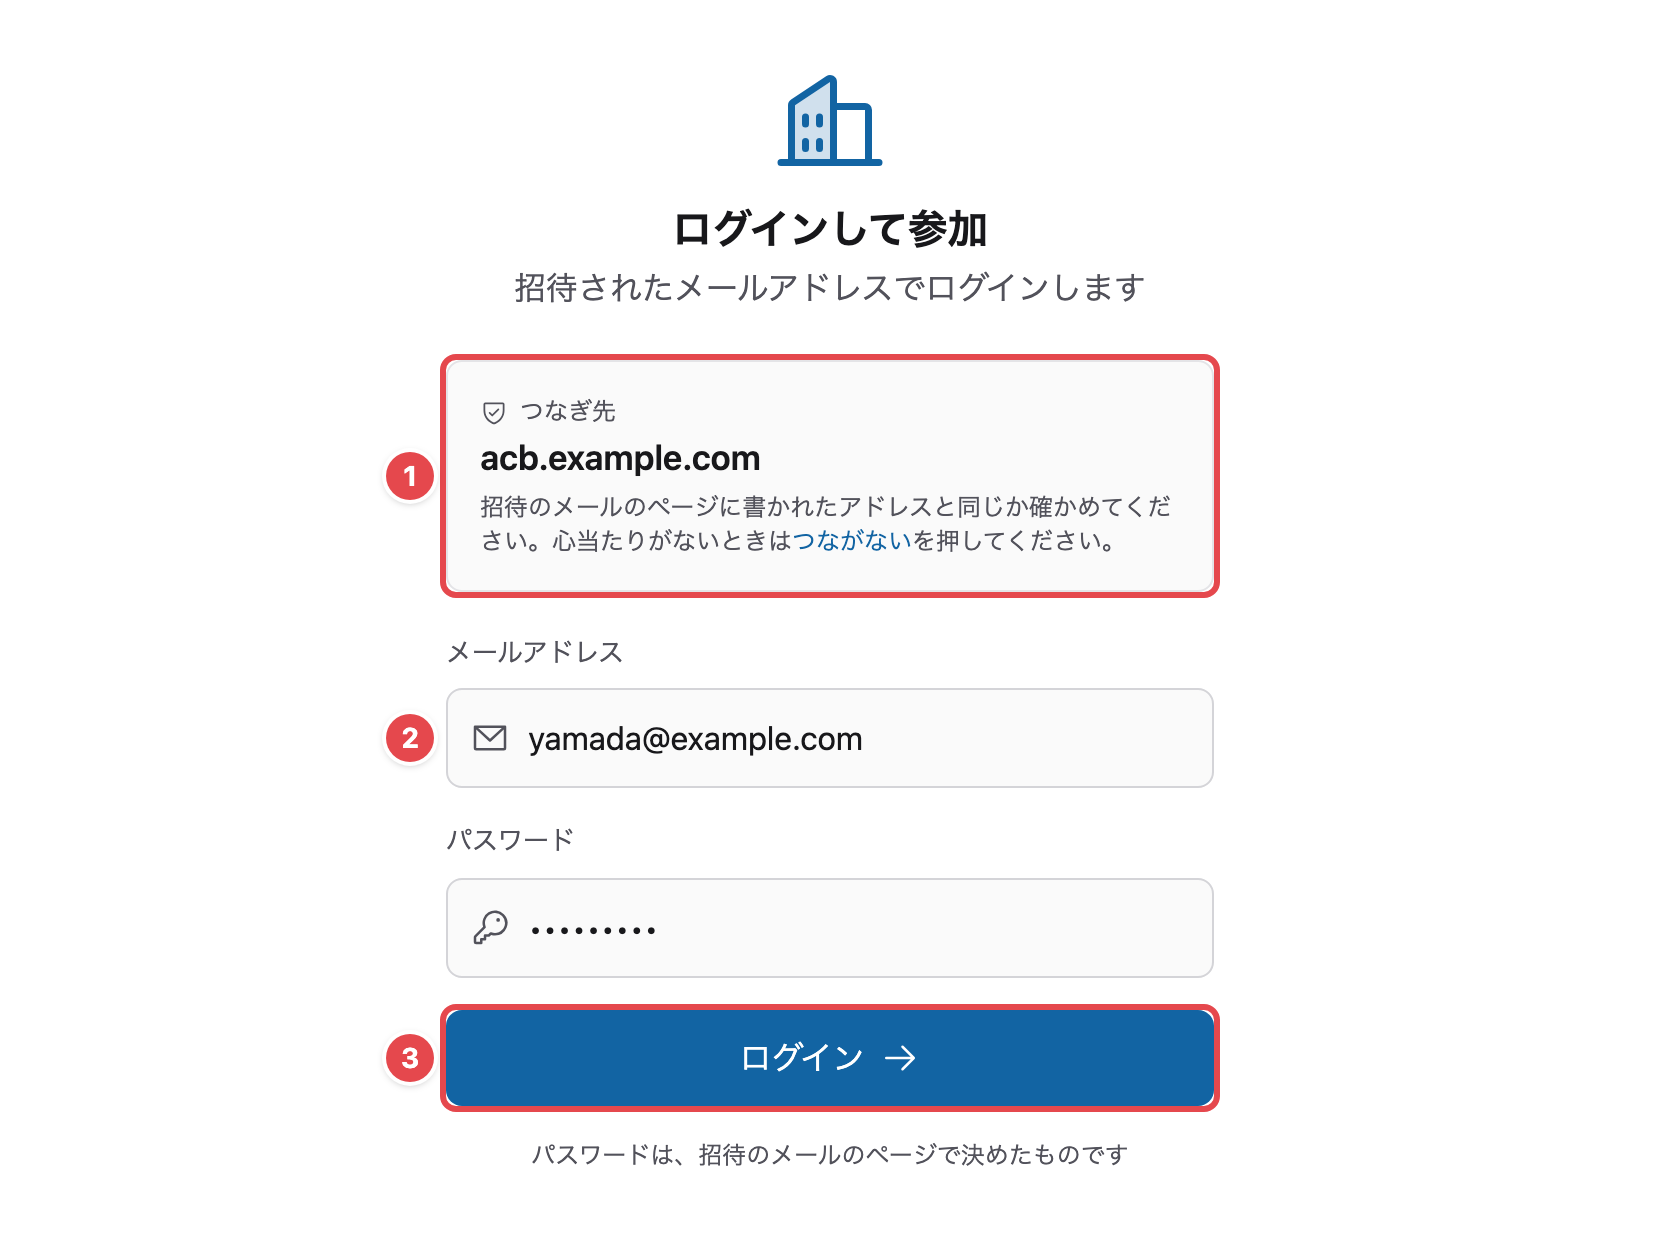 ログインして参加
招待されたメールアドレスでログインします
つなぎ先
1
acb.example.com
招待のメールのページに書かれたアドレスと同じか確かめてくだ
さい。心当たりがないときはつながないを押してください。
メールアドレス
2
yamada@example.com
パスワード
•••••••••
3
ログイン →
パスワードは、招待のメールのページで決めたものです